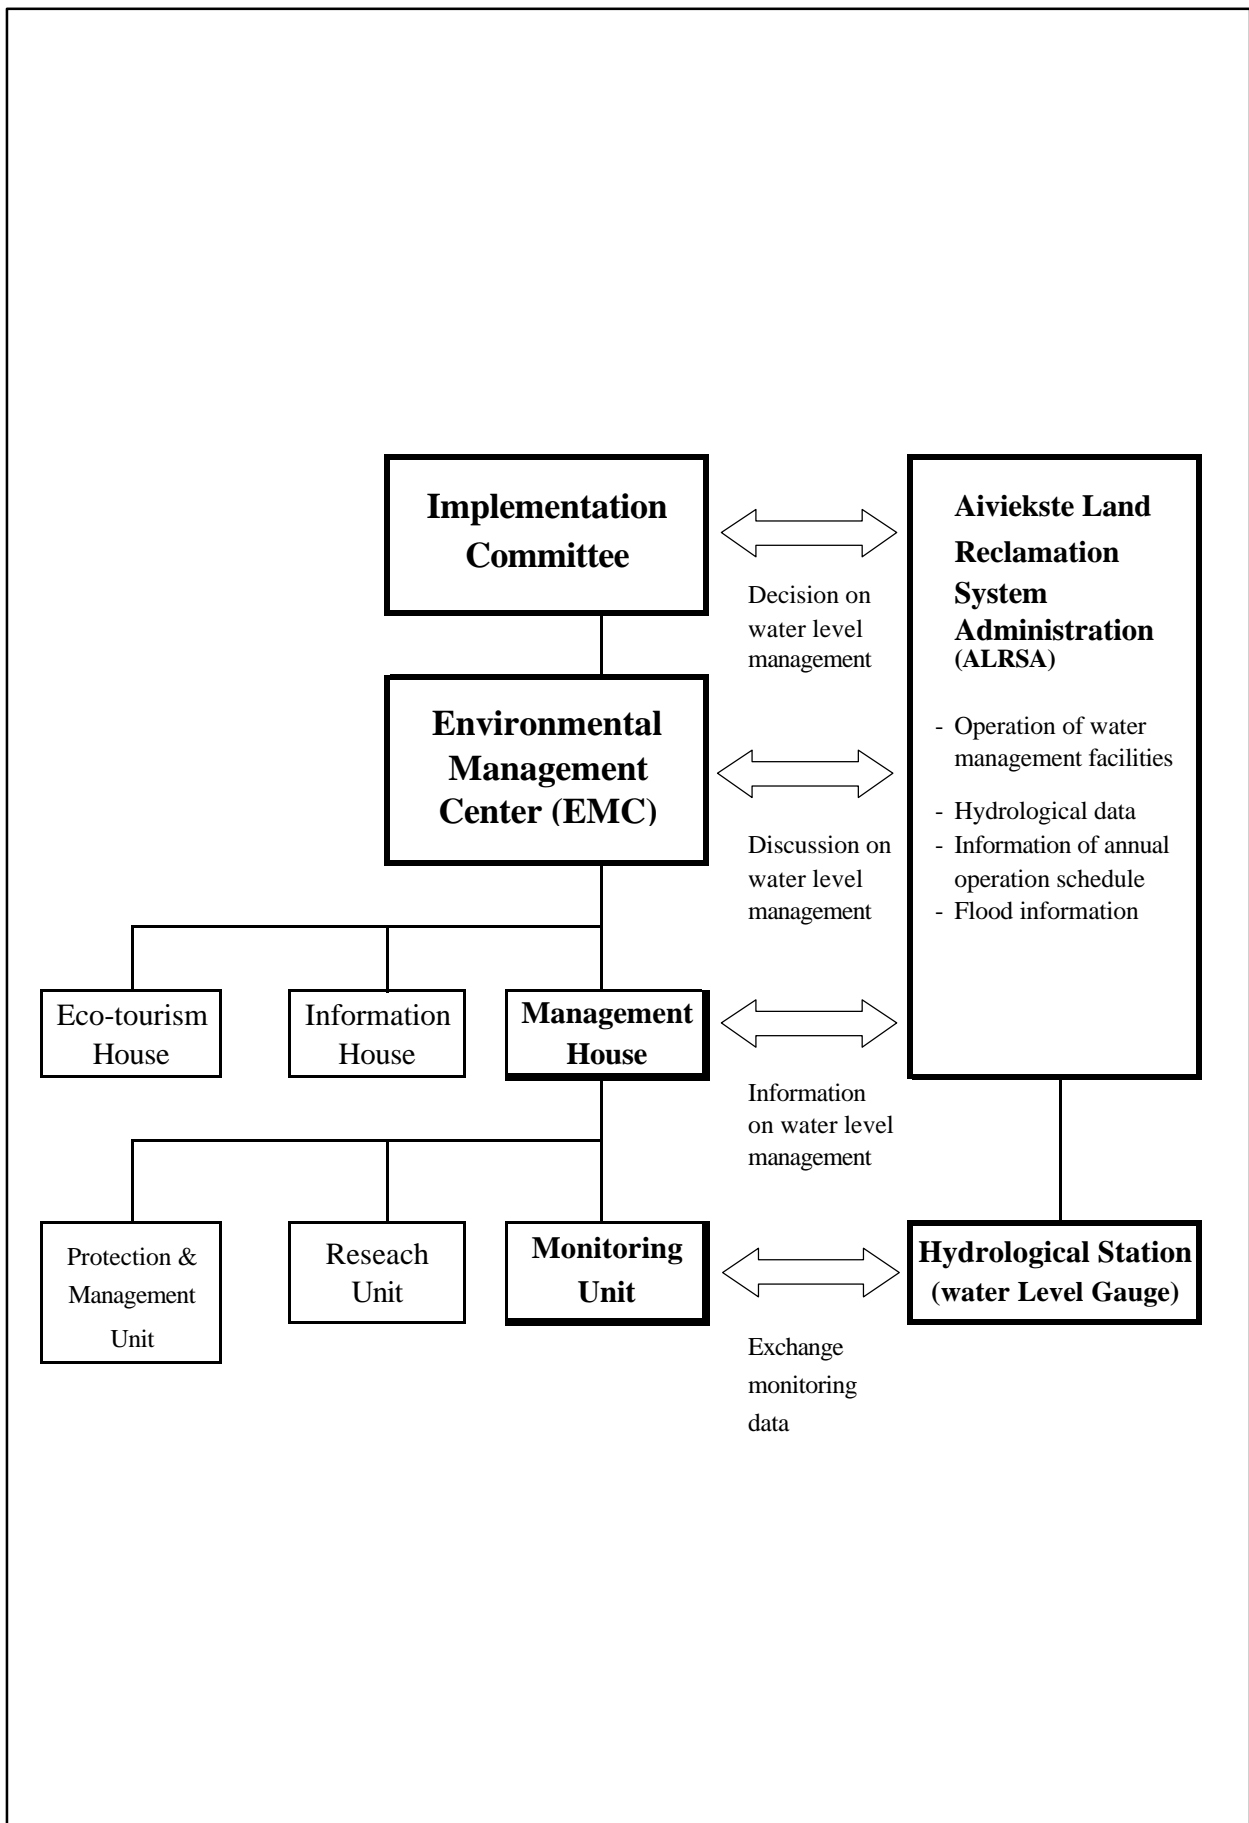 Implementation
Committee
Decision on
water level
management
Aiviekste Land
Reclamation
System
Administration
(ALRSA)
- Operation of water
management facilities
- Hydrological data
- Information of annual
operation schedule
- Flood information
Environmental
Management
Center (EMC)
Discussion on
water level
management
Eco-tourism
House
Information
House
Management
House
Information
on water level
management
Protection &
Management
Unit
Reseach
Unit
Monitoring
Unit
Exchange
monitoring
data
Hydrological Station
(water Level Gauge)